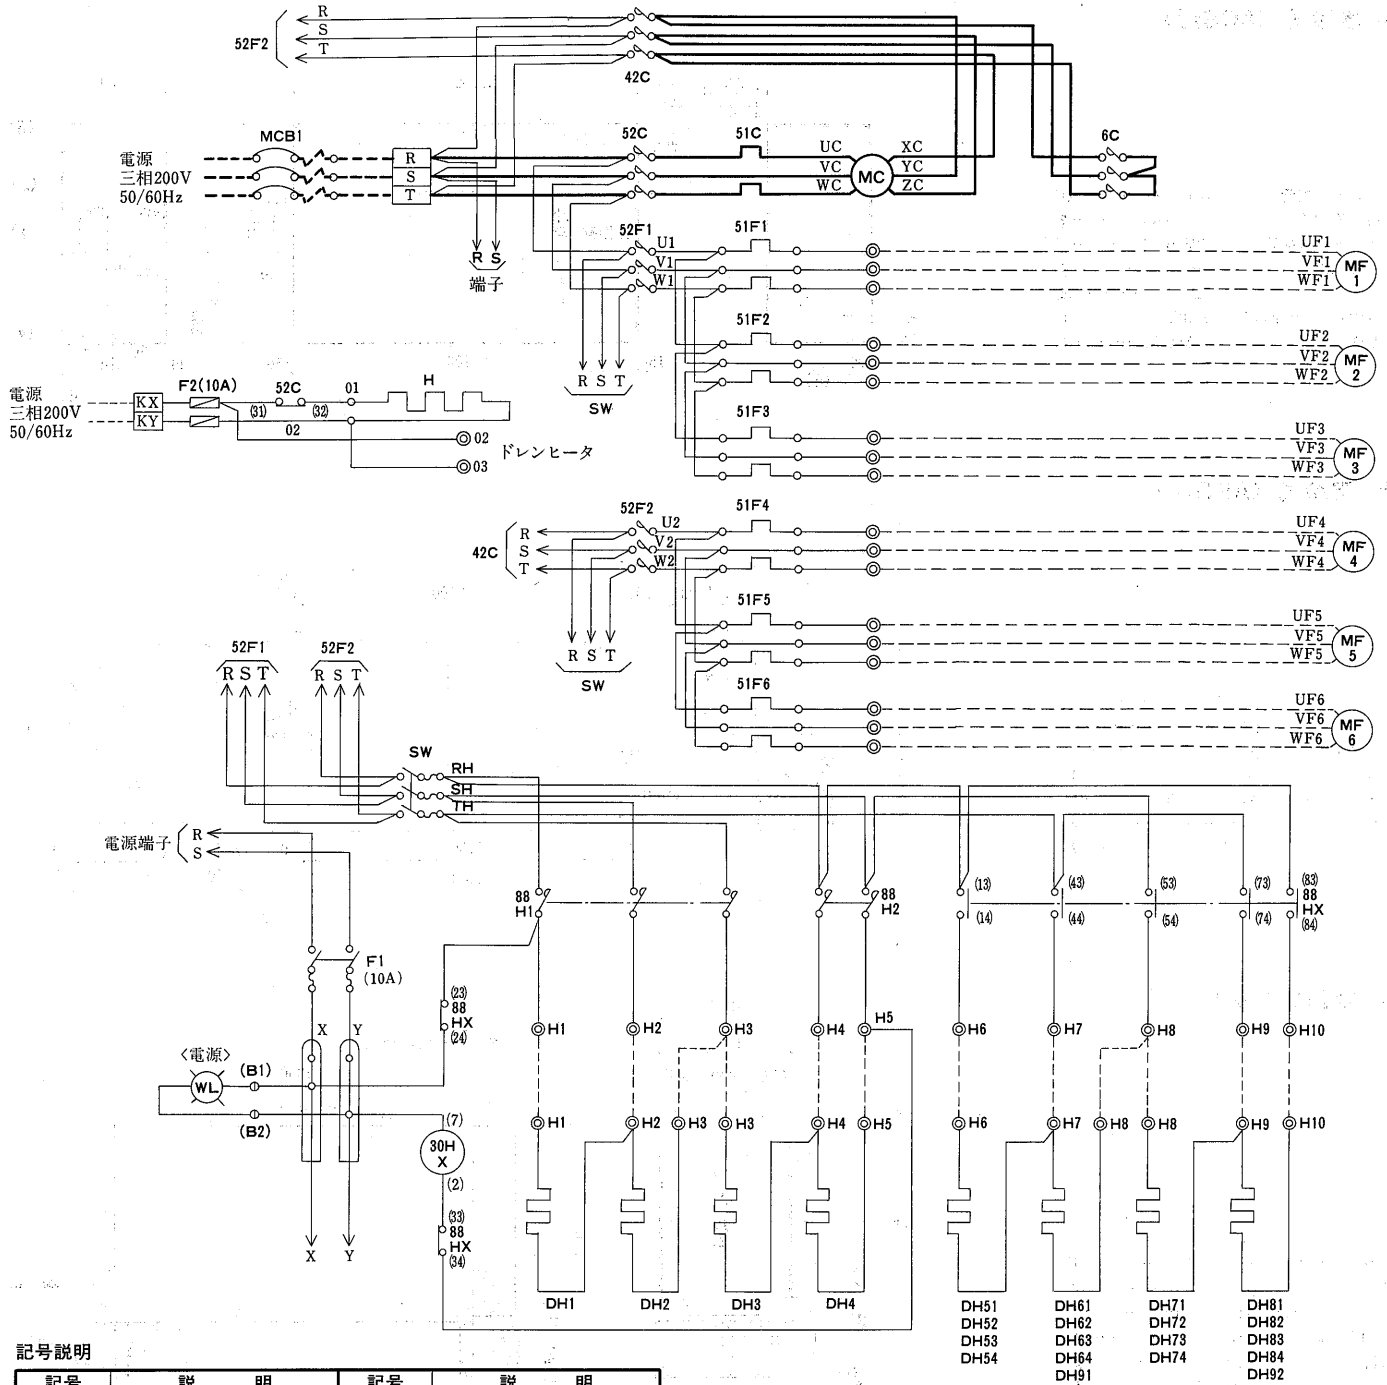 R
S
T
52F2
42C
MCB1
52C
51C
UC
XC
6C
電源
三相200V
50/60Hz
R
S
T
VC
WC
MC
YC
ZC
R S
端子
52F1
U1
V1
W1
51F1
UF1
VF1
WF1
MF
1
51F2
UF2
VF2
WF2
MF
2
R S T
SW
電源
三相200V
50/60Hz
KX
KY
F2(10A)
52C
(31)
(32)
01
H
02
02
03
ドレンヒータ
51F3
UF3
VF3
WF3
MF
3
42C
R
S
T
52F2
U2
V2
W2
51F4
UF4
VF4
WF4
MF
4
51F5
UF5
VF5
WF5
MF
5
R S T
SW
51F6
UF6
VF6
WF6
MF
6
52F1
R S T
52F2
R S T
SW
RH
SH
TH
電源端子
R
S
88
H1
88
H2
(13)
(14)
(43)
(44)
(53)
(54)
(73)
(74)
(83)
88
HX
(84)
F1
(10A)
(23)
88
HX
(24)
X
Y
H1
H2
H3
H4
H5
H6
H7
H8
H9
H10
〈電源〉
WL
(B1)
(B2)
(7)
30H
X
(2)
H1
H2
H3
H3
H4
H5
H6
H7
H8
H8
H9
H10
(33)
88
HX
(34)
X
Y
DH1
DH2
DH3
DH4
DH51
DH52
DH53
DH54
DH61
DH62
DH63
DH64
DH91
DH71
DH72
DH73
DH74
DH81
DH82
DH83
DH84
DH92
記号説明
記号 説 明 記号 説 明